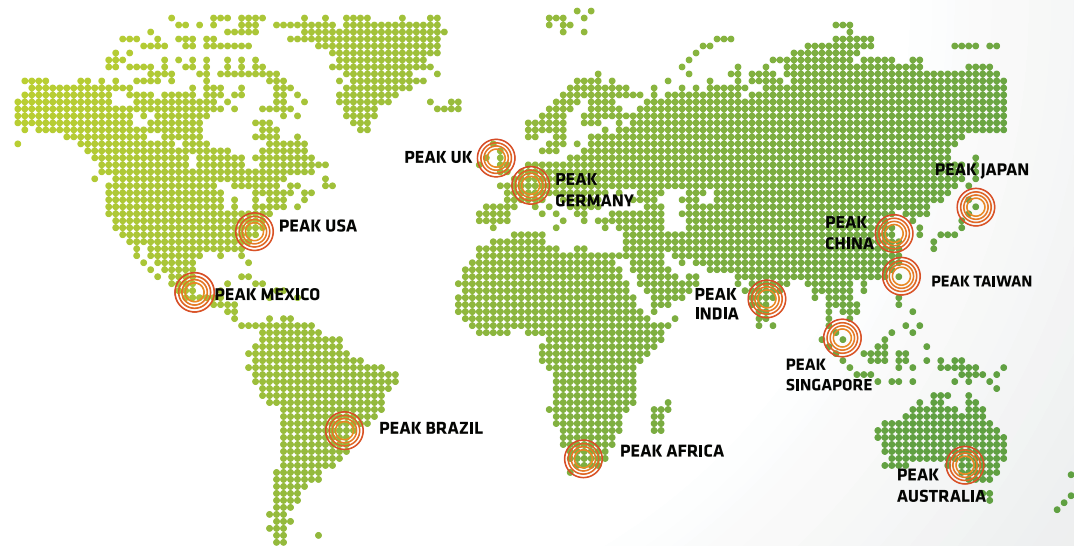 PEAK UK
PEAK
GERMANY
PEAK JAPAN
PEAK USA
PEAK
CHINA
PEAK MEXICO
PEAK
INDIA
PEAK TAIWAN
PEAK
SINGAPORE
PEAK BRAZIL
PEAK AFRICA
PEAK
AUSTRALIA